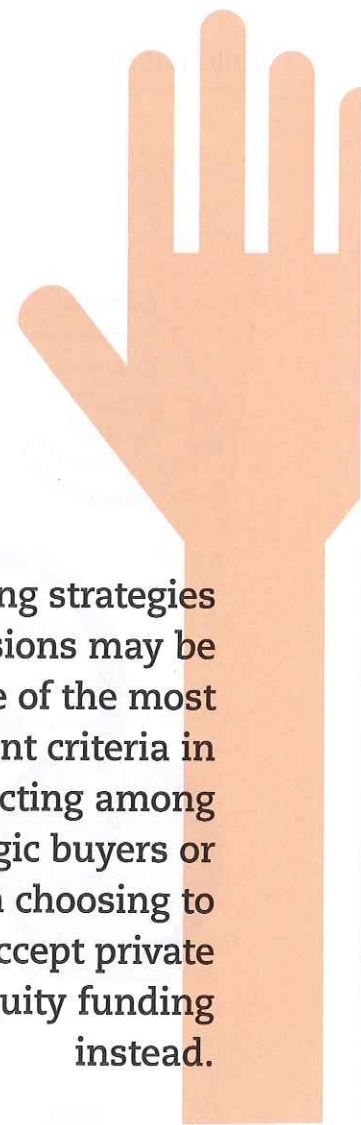 ng strategies
sions may be
e of the most
nt criteria in
cting among
gic buyers or
n choosing to
ccept private
uity funding
instead.